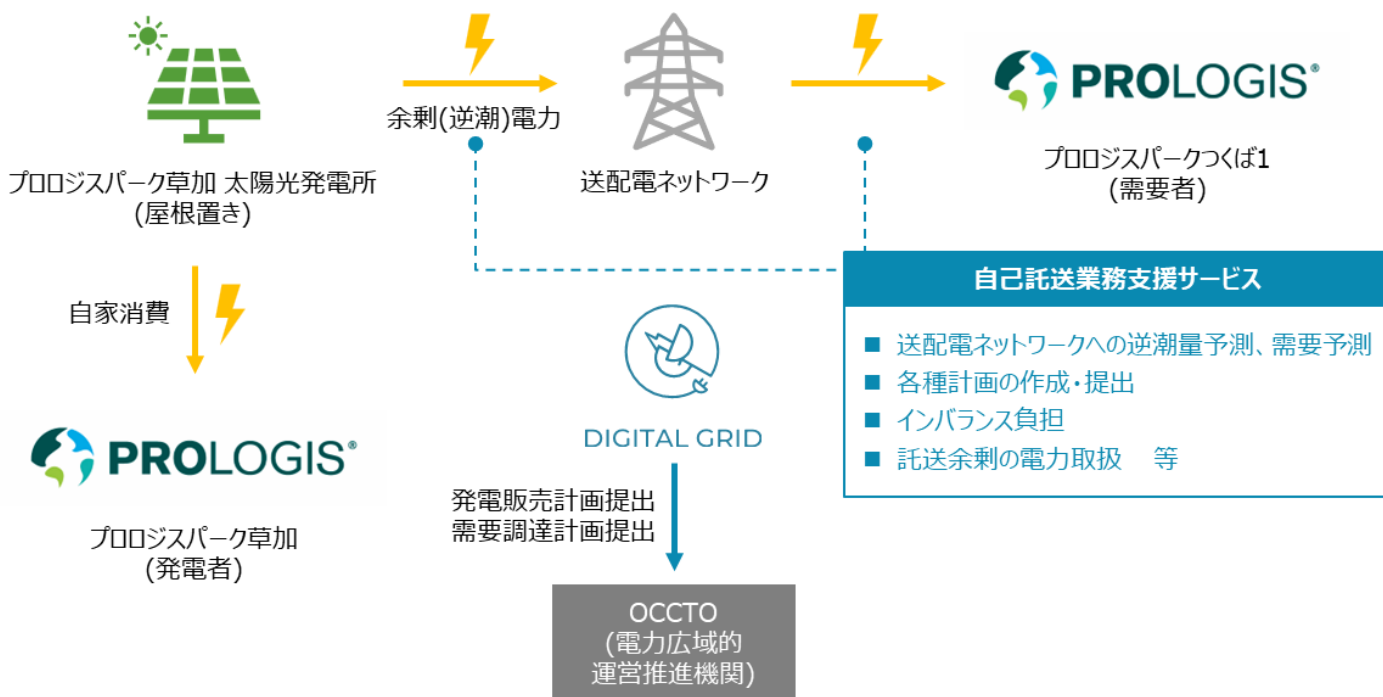 余剰(逆潮)電力
PROLOGIS®
プロロジスパーク草加 太陽光発電所
(屋根置き)
送配電ネットワーク
プロロジスパークつくば1
(需要者)
自家消費
自己託送業務支援サービス
■ 送配電ネットワークへの逆潮量予測、需要予測
■ 各種計画の作成・提出
■ インバランス負担
■ 託送余剰の電力取扱　等
PROLOGIS®
プロロジスパーク草加
(発電者)
DIGITAL GRID
発電販売計画提出
需要調達計画提出
OCCTO
(電力広域的
運営推進機関)